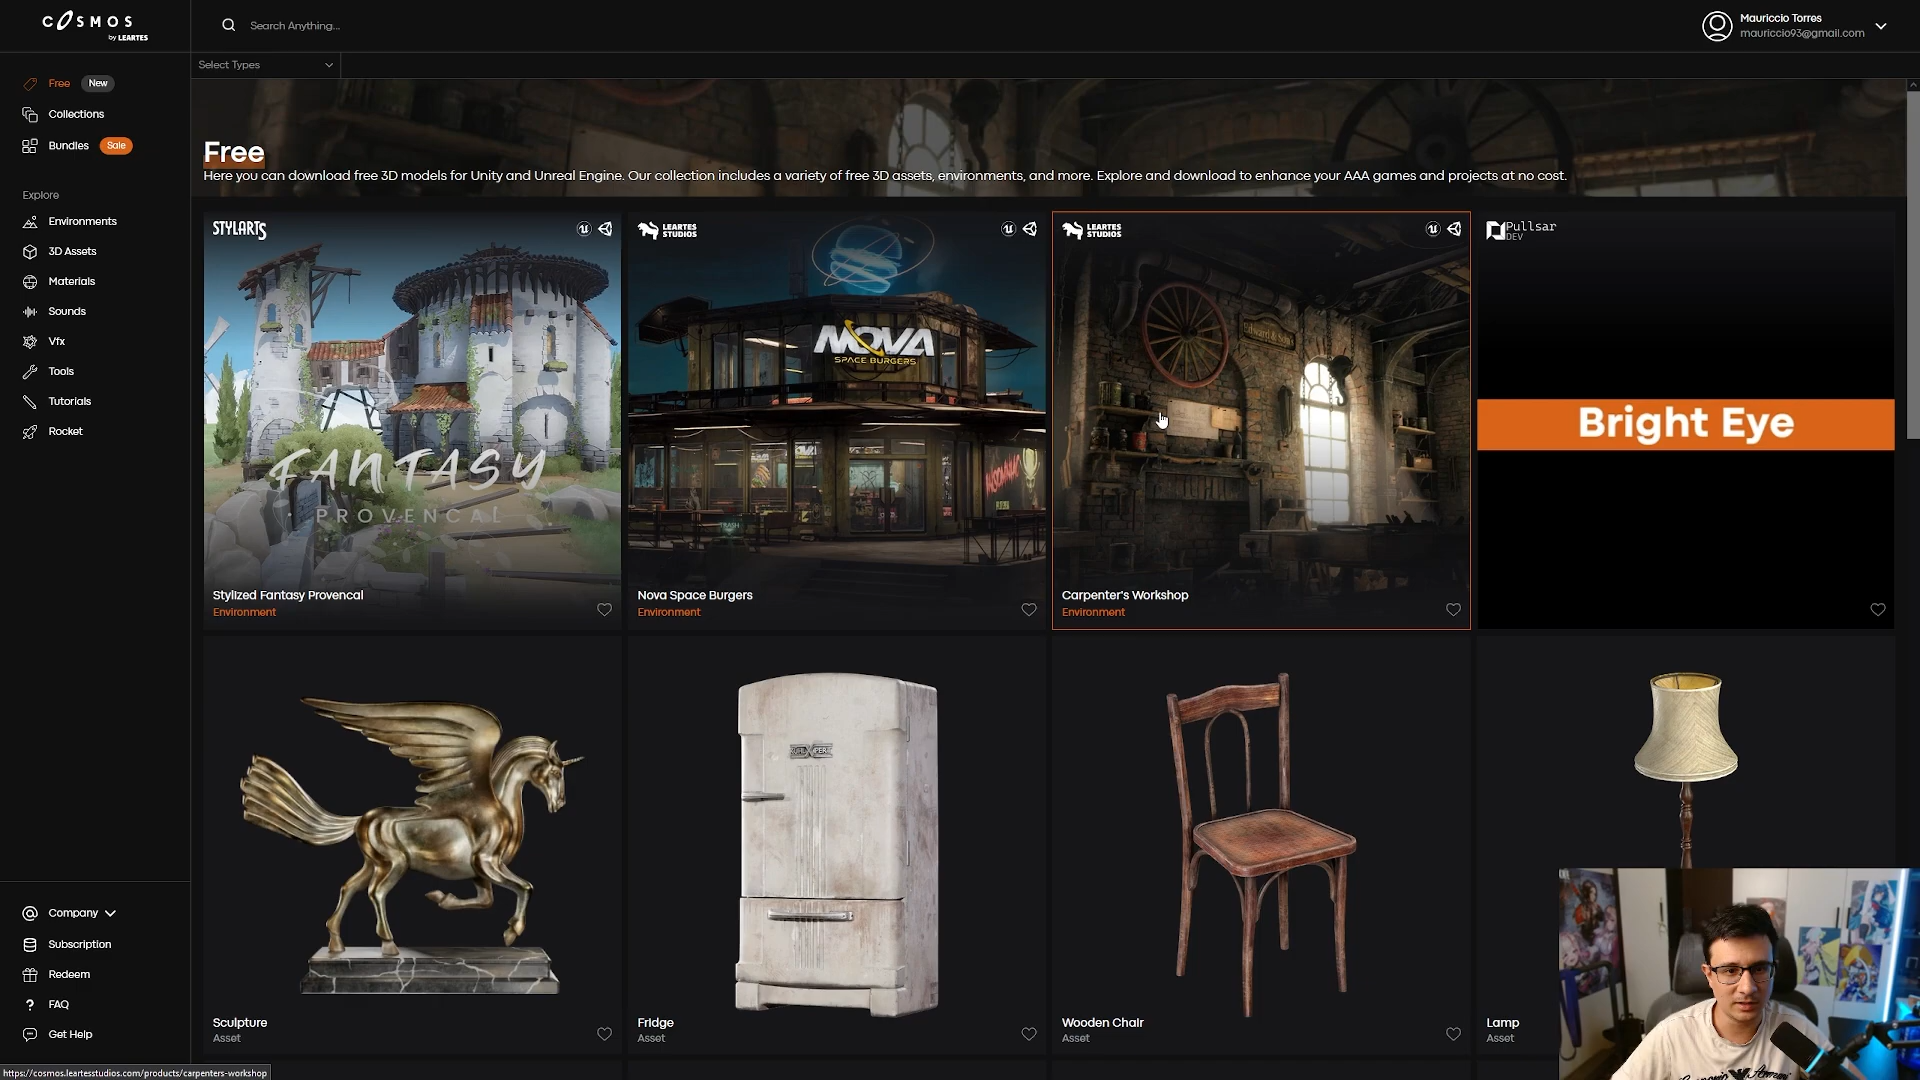 COSMOS
by LEARTES
Search Anything...
Mauriccio Torres
mauriccio93@gmail.com
Select Types
Free New
Collections
Bundles Sale
Explore
Environments
3D Assets
Materials
Sounds
Vfx
Tools
Tutorials
Rocket
Company
Subscription
Redeem
FAQ
Get Help
Free
Here you can download free 3D models for Unity and Unreal Engine. Our collection includes a variety of free 3D assets, environments, and more. Explore and download to enhance your AAA games and projects at no cost.
STYLARTS
FANTASY
PROVENCAL
Stylized Fantasy Provencal
Environment
LEARTES
STUDIOS
NOVA
SPACE BURGERS
TRASH
Nova Space Burgers
Environment
LEARTES
STUDIOS
Edward & Sons
Carpenter's Workshop
Environment
Pullsar
DEV
Bright Eye
Sculpture
Asset
Fridge
Asset
Wooden Chair
Asset
Lamp
Asset
https://cosmos.leartesstudios.com/products/carpenters-workshop